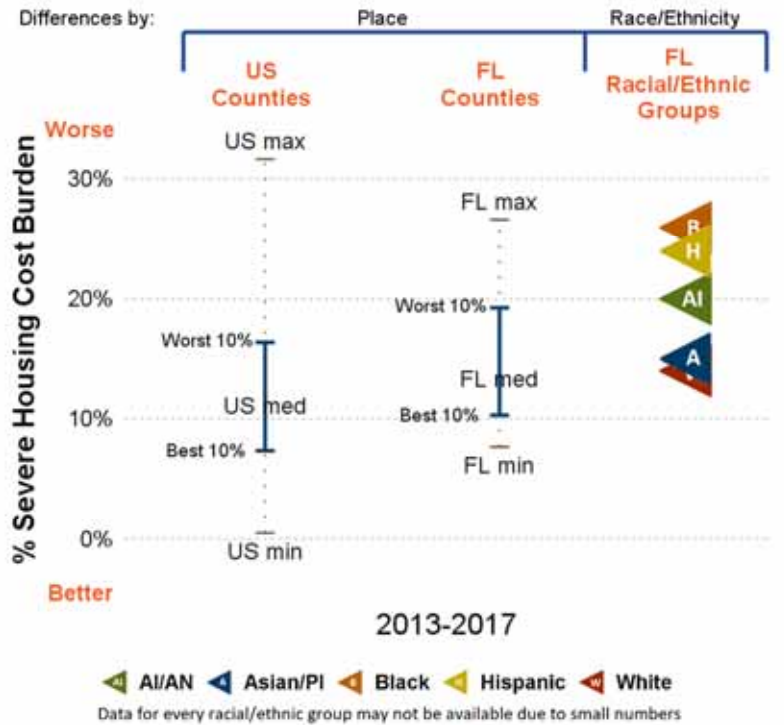 Differences by: Place Race/Ethnicity
US Counties
FL Counties
FL Racial/Ethnic Groups
% Severe Housing Cost Burden
Worse
US max
30%
FL max
B
H
20%
AI
Worst 10%
Worst 10%
A
FL med
US med
10%
Best 10%
Best 10%
FL min
0%
US min
Better
2013-2017
AI/AN Asian/PI Black Hispanic White
Data for every racial/ethnic group may not be available due to small numbers